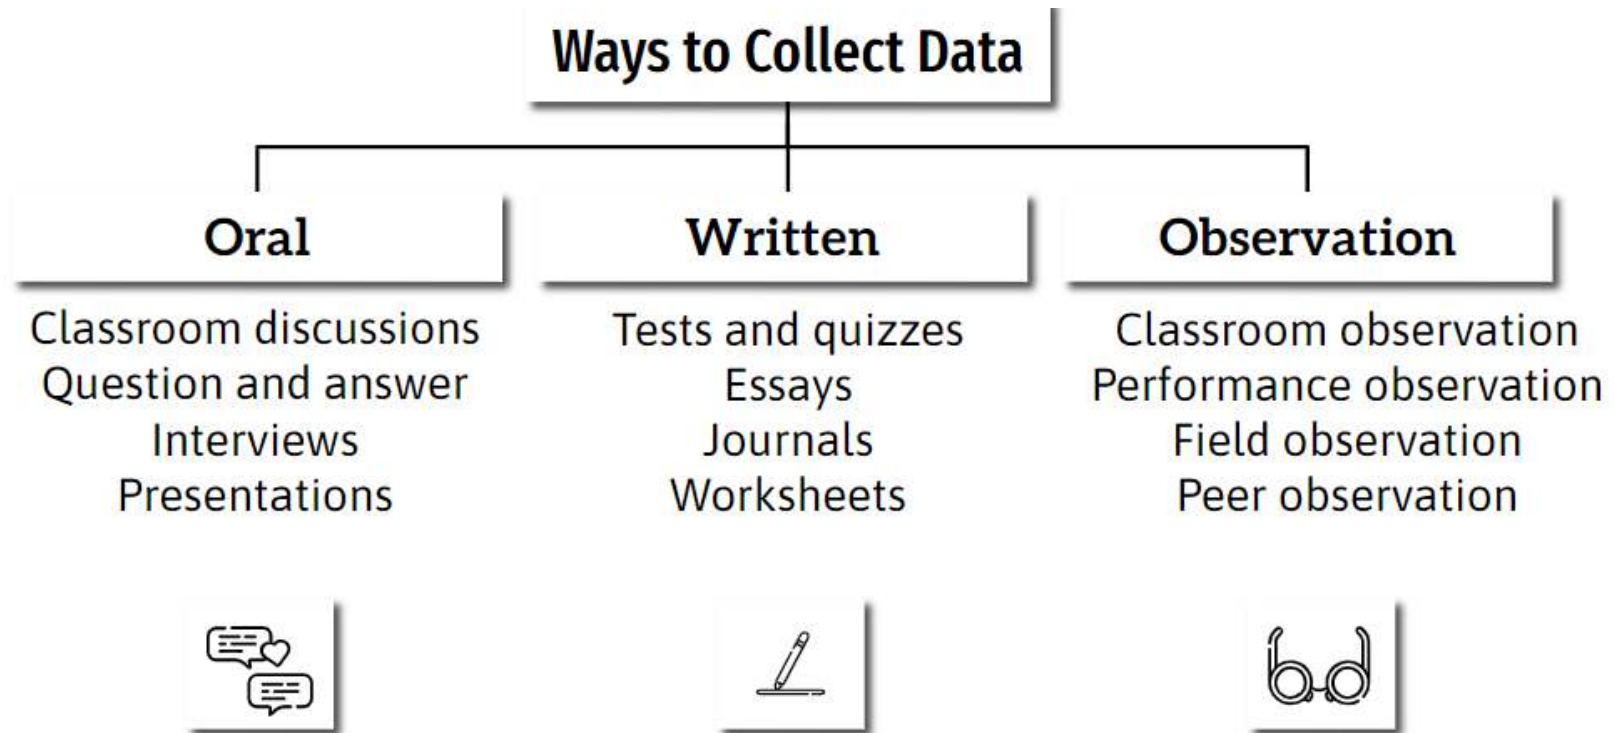 Ways to Collect Data
Oral
Classroom discussions
Question and answer
Interviews
Presentations
Written
Tests and quizzes
Essays
Journals
Worksheets
Observation
Classroom observation
Performance observation
Field observation
Peer observation